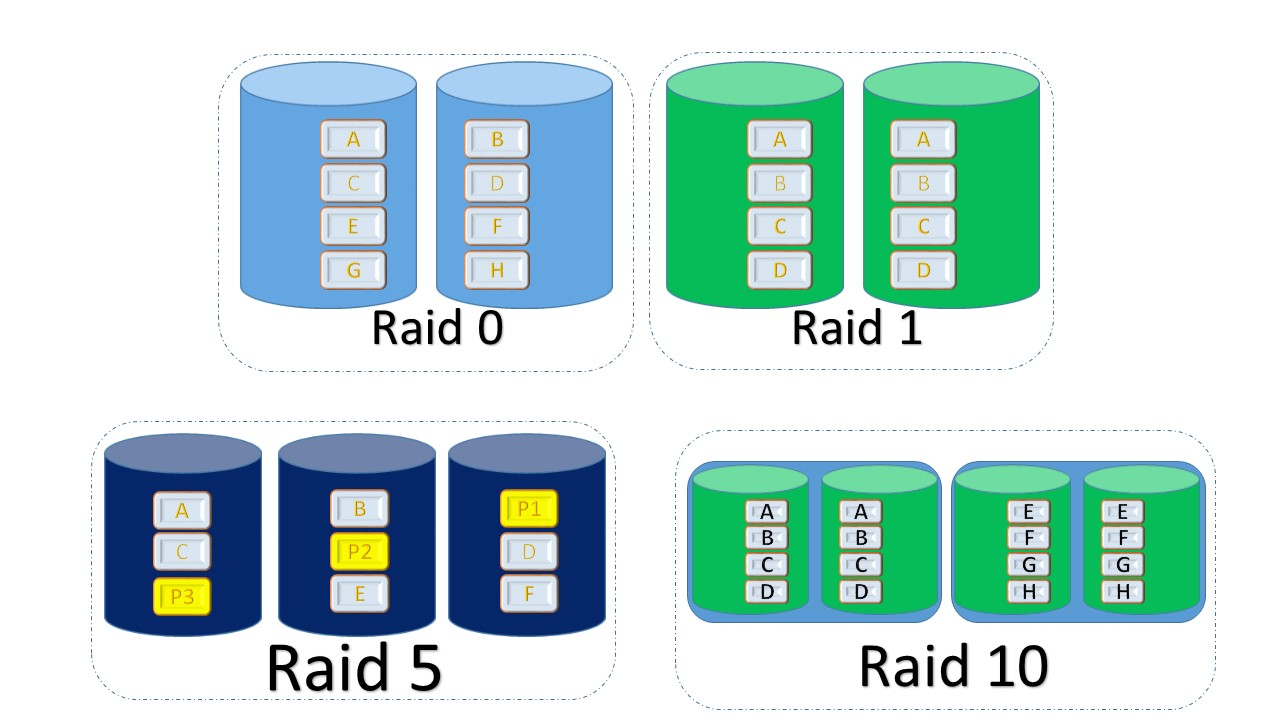 A B A A
C D B B
E F C C
G H D D
Raid 0 Raid 1
A B P1
C P2 D
P3 E F
Raid 5
A A E E
B B F F
C C G G
D D H H
Raid 10